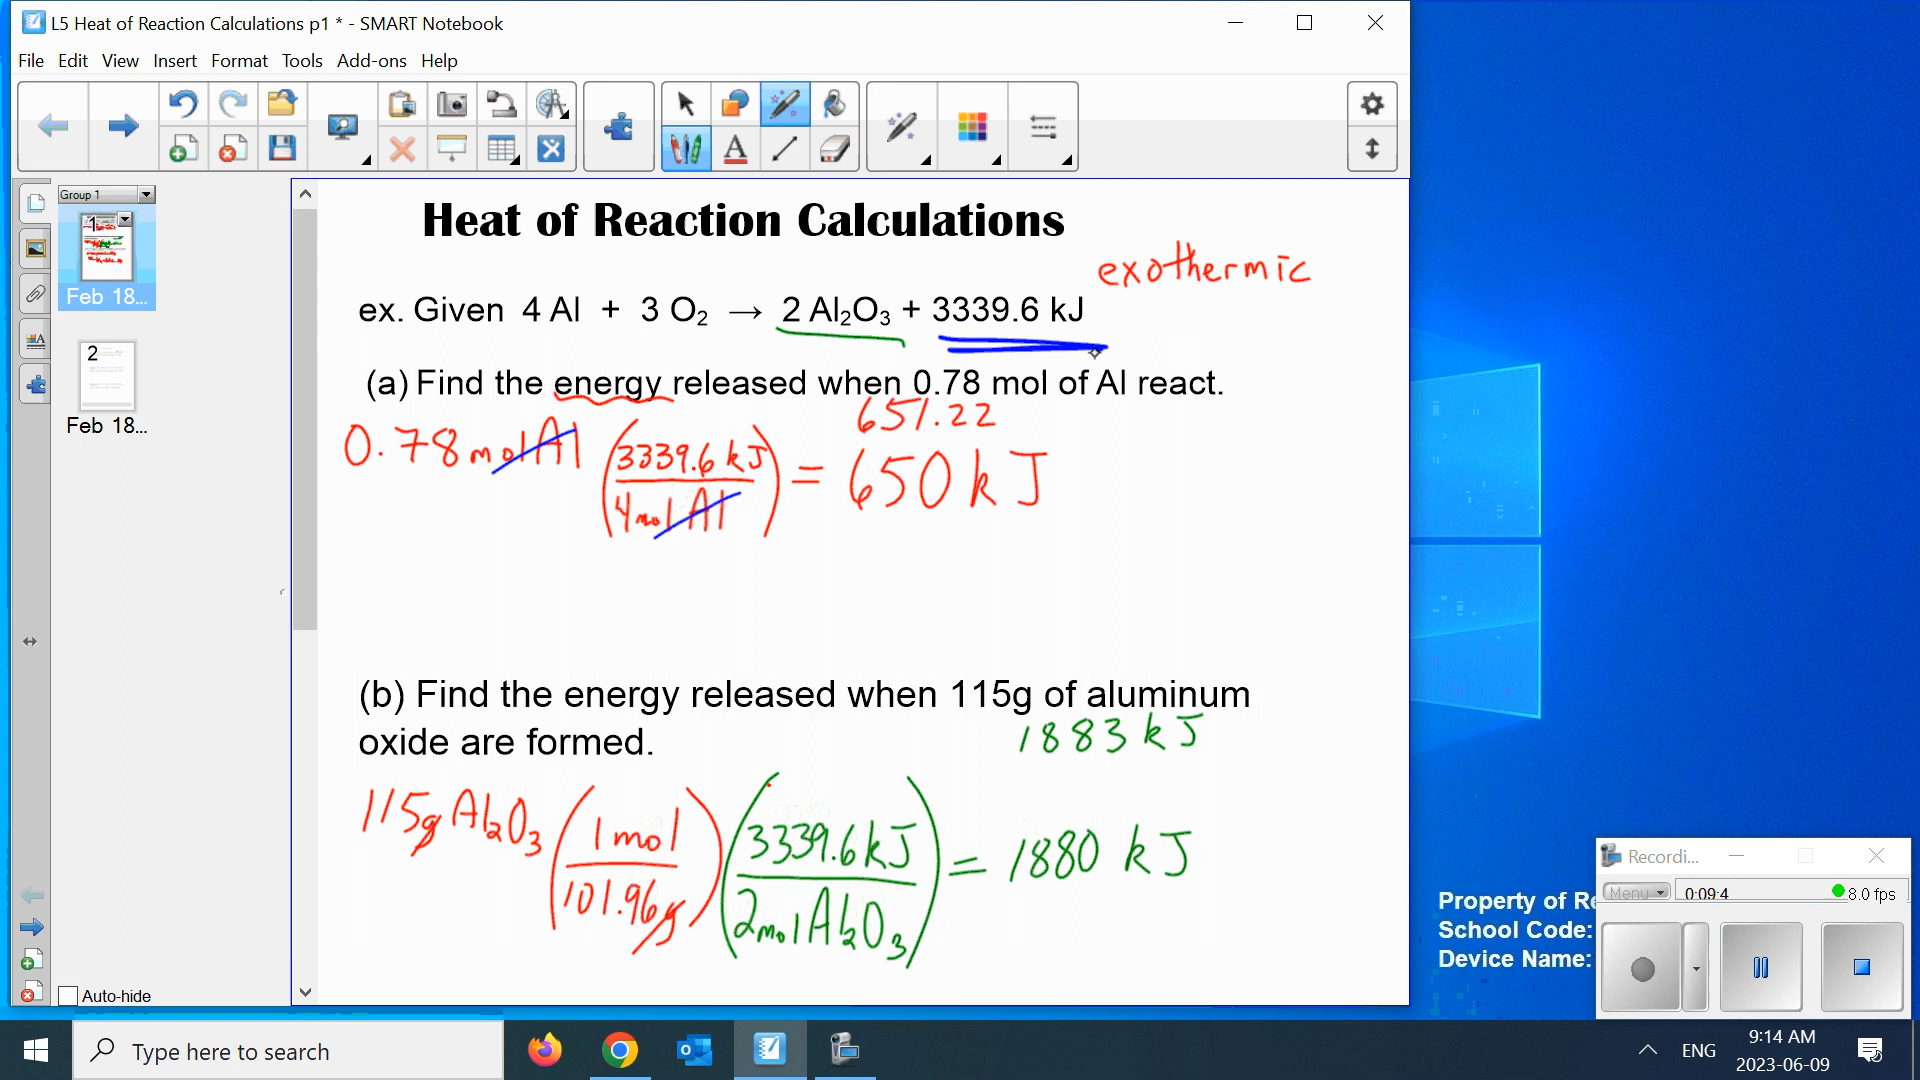 L5 Heat of Reaction Calculations p1 * - SMART Notebook
File Edit View Insert Format Tools Add-ons Help
Group 1
1
Feb 18...
2
Feb 18...
Auto-hide
Heat of Reaction Calculations
exothermic
ex. Given 4 Al + 3 O₂ → 2 Al₂O₃ + 3339.6 kJ
(a) Find the energy released when 0.78 mol of Al react.
651.22
0.78 mol Al (3339.6 kJ / 4 mol Al) = 650 kJ
(b) Find the energy released when 115g of aluminum
oxide are formed.
1883 kJ
115g Al₂O₃ (1 mol / 101.96g) (3339.6 kJ / 2 mol Al₂O₃) = 1880 kJ
Property of Re
School Code:
Device Name:
Recordi...
Menu
0:09:4
8.0 fps
Type here to search
ENG
9:14 AM
2023-06-09